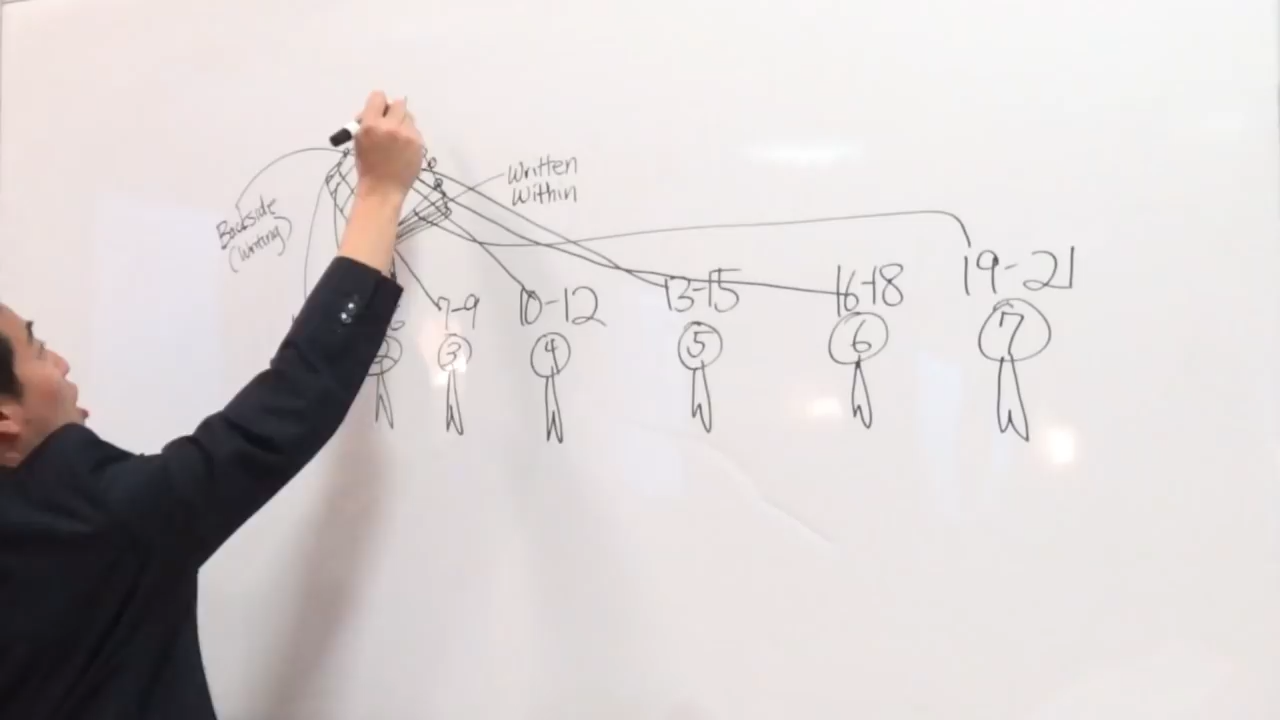 Written
Within
Backside
(Writing)
7-9
10-12
13-15
16-18
19-21
2
3
4
5
6
7